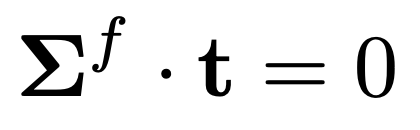 𝚺^f · 𝐭 = 0